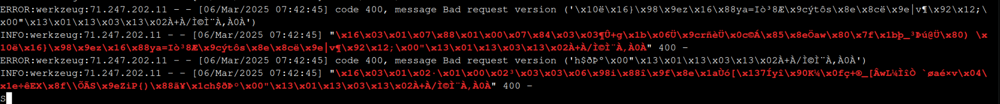 ERROR:werkzeug:71.247.202.11 - - [06/Mar/2025 07:42:45] code 400, message Bad request version ('\x10ë\x16}\x98\x9ez\x16\x88ya=Iò³8Æ\x9cýtôs\x8e\x8cë\x9e|v¶\x92\x12;\
x00"\x13\x01\x13\x03\x13\x02À+À/Ì©Ì¨À,À0À')
INFO:werkzeug:71.247.202.11 - - [06/Mar/2025 07:42:45] "\x16\x03\x01\x07\x88\x01\x00\x07\x84\x03\x03¶Û+g\x1b\x06Ü\x9crñèÜ\x0c©Á\x85\x8eÖaw\x80\x7f\x1bþ_³Þú@Ü\x80) \x
10ë\x16}\x98\x9ez\x16\x88ya=Iò³8Æ\x9cýtôs\x8e\x8cë\x9e|v¶\x92\x12;\x00"\x13\x01\x13\x03\x13\x02À+À/Ì©Ì¨À,À0À" 400 -
ERROR:werkzeug:71.247.202.11 - - [06/Mar/2025 07:42:45] code 400, message Bad request version ('h$ðÞº\x00"\x13\x01\x13\x03\x13\x02À+À/Ì©Ì¨À,À0À')
INFO:werkzeug:71.247.202.11 - - [06/Mar/2025 07:42:45] "\x16\x03\x01\x02·\x01\x00\x02³\x03\x03\x06\x98i\x88î\x9f\x8e\x1aÙó[\x137Íyî\x90K¼\x0fç+®_[ÂwL¼ÌîÒ `øaé×v\x04\
x1e÷êEX\x8f\\ÕÃS\x9eZiP{)\x88ã¥\x1ch$ðÞº\x00"\x13\x01\x13\x03\x13\x02À+À/Ì©Ì¨À,À0À" 400 -
S